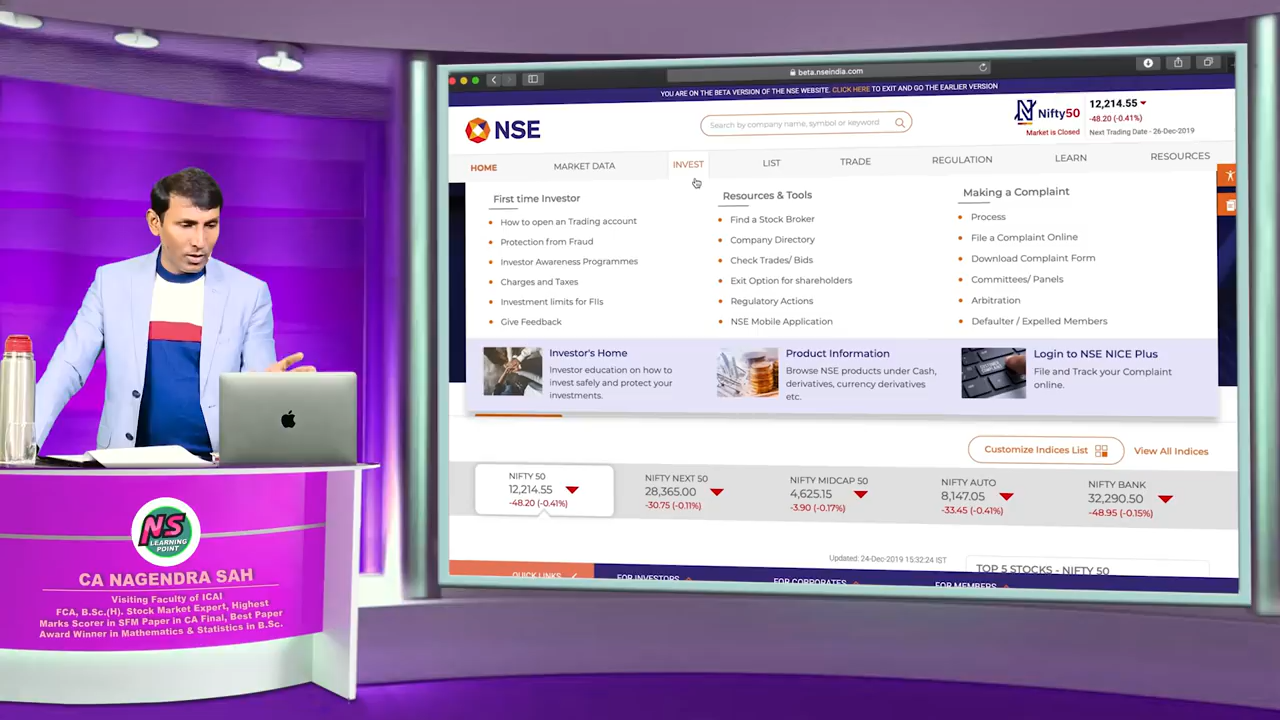 beta.nseindia.com
YOU ARE ON THE BETA VERSION OF THE NSE WEBSITE. CLICK HERE TO EXIT AND GO THE EARLIER VERSION
NSE
Search by company name, symbol or keyword
Nifty50
Market is Closed
12,214.55
-48.20 (-0.41%)
Next Trading Date - 26-Dec-2019
HOME
MARKET DATA
INVEST
LIST
TRADE
REGULATION
LEARN
RESOURCES
First time Investor
How to open an Trading account
Protection from Fraud
Investor Awareness Programmes
Charges and Taxes
Investment limits for FIIs
Give Feedback
Resources & Tools
Find a Stock Broker
Company Directory
Check Trades/ Bids
Exit Option for shareholders
Regulatory Actions
NSE Mobile Application
Making a Complaint
Process
File a Complaint Online
Download Complaint Form
Committees/ Panels
Arbitration
Defaulter / Expelled Members
Investor's Home
Investor education on how to
invest safely and protect your
investments.
Product Information
Browse NSE products under Cash,
derivatives, currency derivatives
etc.
Login to NSE NICE Plus
File and Track your Complaint
online.
Customize Indices List
View All Indices
NIFTY 50
12,214.55
-48.20 (-0.41%)
NIFTY NEXT 50
28,365.00
-30.75 (-0.11%)
NIFTY MIDCAP 50
4,625.15
-3.90 (-0.17%)
NIFTY AUTO
8,147.05
-33.45 (-0.41%)
NIFTY BANK
32,290.50
-48.95 (-0.15%)
Updated: 24-Dec-2019 15:32:24 IST
TOP 5 STOCKS - NIFTY 50
QUICK LINKS
FOR INVESTORS
FOR CORPORATES
FOR MEMBERS
NS
LEARNING
POINT
CA NAGENDRA SAH
Visiting Faculty of ICAI
FCA, B.Sc.(H). Stock Market Expert, Highest
Marks Scorer in SFM Paper in CA Final, Best Paper
Award Winner in Mathematics & Statistics in B.Sc.